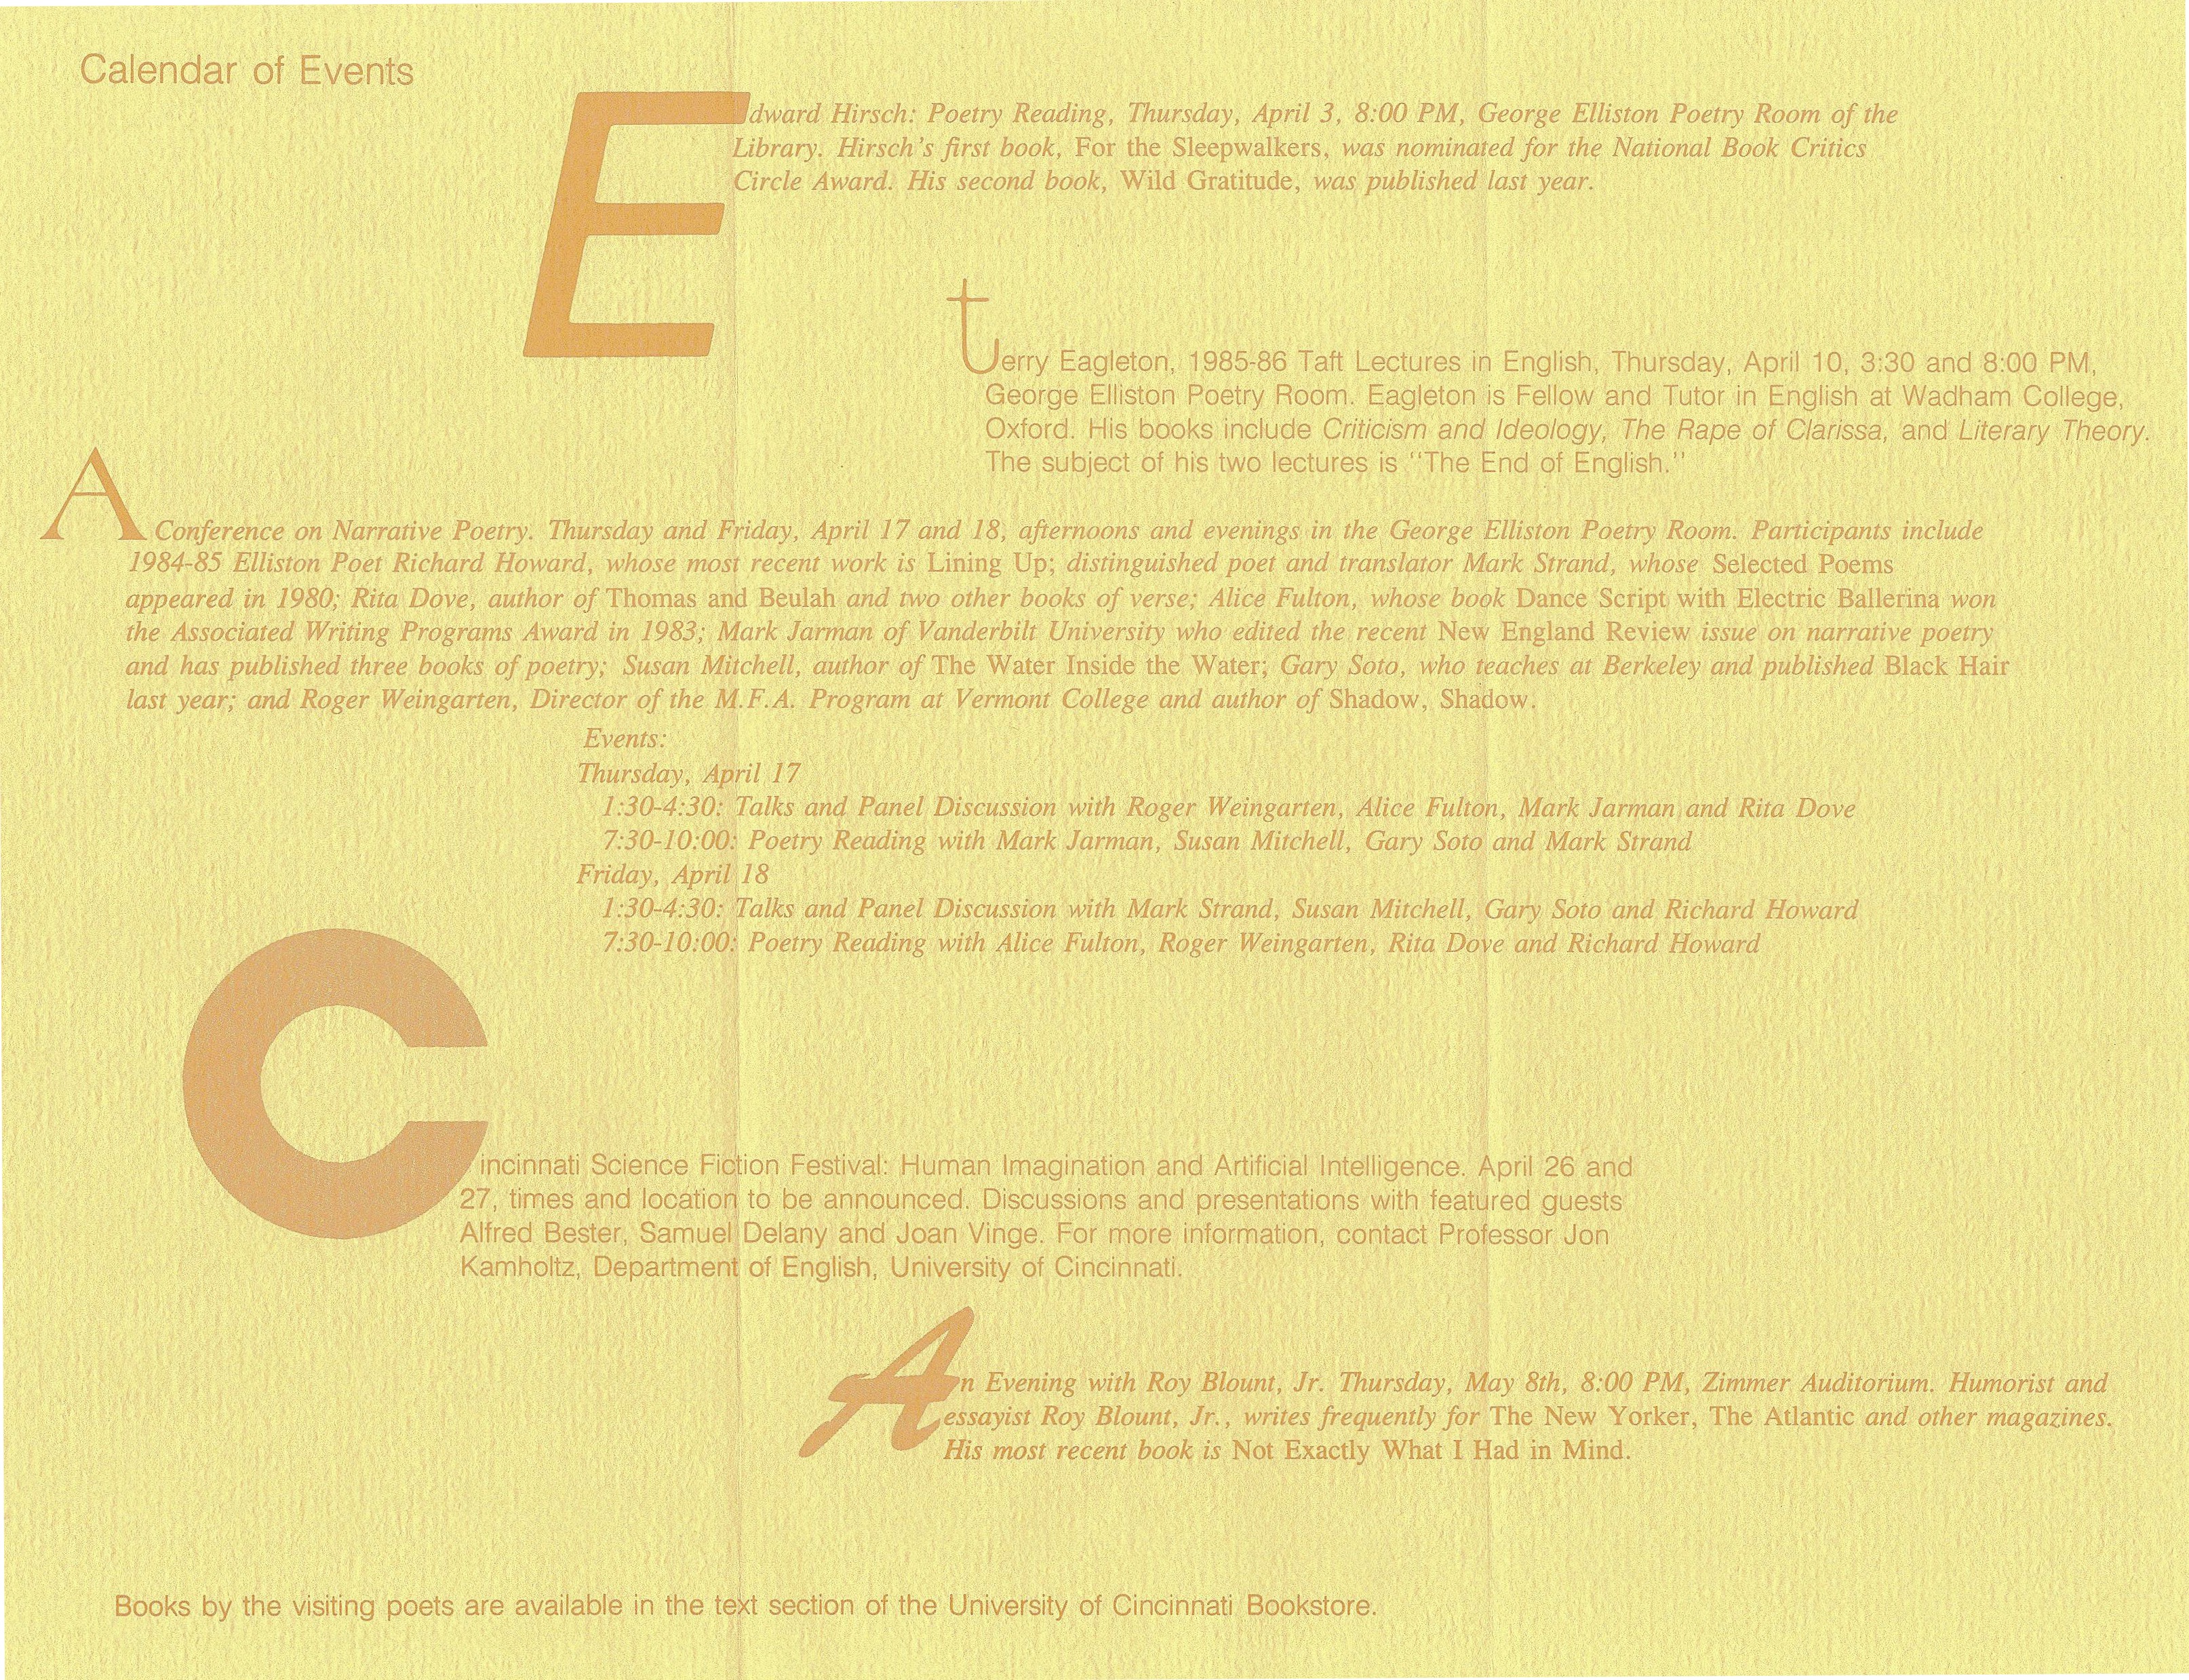 Calendar of Events
Edward Hirsch: Poetry Reading, Thursday, April 3, 8:00 PM, George Elliston Poetry Room of the
Library. Hirsch's first book, For the Sleepwalkers, was nominated for the National Book Critics
Circle Award. His second book, Wild Gratitude, was published last year.
terry Eagleton, 1985-86 Taft Lectures in English, Thursday, April 10, 3:30 and 8:00 PM,
George Elliston Poetry Room. Eagleton is Fellow and Tutor in English at Wadham College,
Oxford. His books include Criticism and Ideology, The Rape of Clarissa, and Literary Theory.
The subject of his two lectures is "The End of English."
A Conference on Narrative Poetry. Thursday and Friday, April 17 and 18, afternoons and evenings in the George Elliston Poetry Room. Participants include
1984-85 Elliston Poet Richard Howard, whose most recent work is Lining Up; distinguished poet and translator Mark Strand, whose Selected Poems
appeared in 1980; Rita Dove, author of Thomas and Beulah and two other books of verse; Alice Fulton, whose book Dance Script with Electric Ballerina won
the Associated Writing Programs Award in 1983; Mark Jarman of Vanderbilt University who edited the recent New England Review issue on narrative poetry
and has published three books of poetry; Susan Mitchell, author of The Water Inside the Water; Gary Soto, who teaches at Berkeley and published Black Hair
last year; and Roger Weingarten, Director of the M.F.A. Program at Vermont College and author of Shadow, Shadow.
Events:
Thursday, April 17
1:30-4:30: Talks and Panel Discussion with Roger Weingarten, Alice Fulton, Mark Jarman and Rita Dove
7:30-10:00: Poetry Reading with Mark Jarman, Susan Mitchell, Gary Soto and Mark Strand
Friday, April 18
1:30-4:30: Talks and Panel Discussion with Mark Strand, Susan Mitchell, Gary Soto and Richard Howard
7:30-10:00: Poetry Reading with Alice Fulton, Roger Weingarten, Rita Dove and Richard Howard
Cincinnati Science Fiction Festival: Human Imagination and Artificial Intelligence. April 26 and
27, times and location to be announced. Discussions and presentations with featured guests
Alfred Bester, Samuel Delany and Joan Vinge. For more information, contact Professor Jon
Kamholtz, Department of English, University of Cincinnati.
An Evening with Roy Blount, Jr. Thursday, May 8th, 8:00 PM, Zimmer Auditorium. Humorist and
essayist Roy Blount, Jr., writes frequently for The New Yorker, The Atlantic and other magazines.
His most recent book is Not Exactly What I Had in Mind.
Books by the visiting poets are available in the text section of the University of Cincinnati Bookstore.